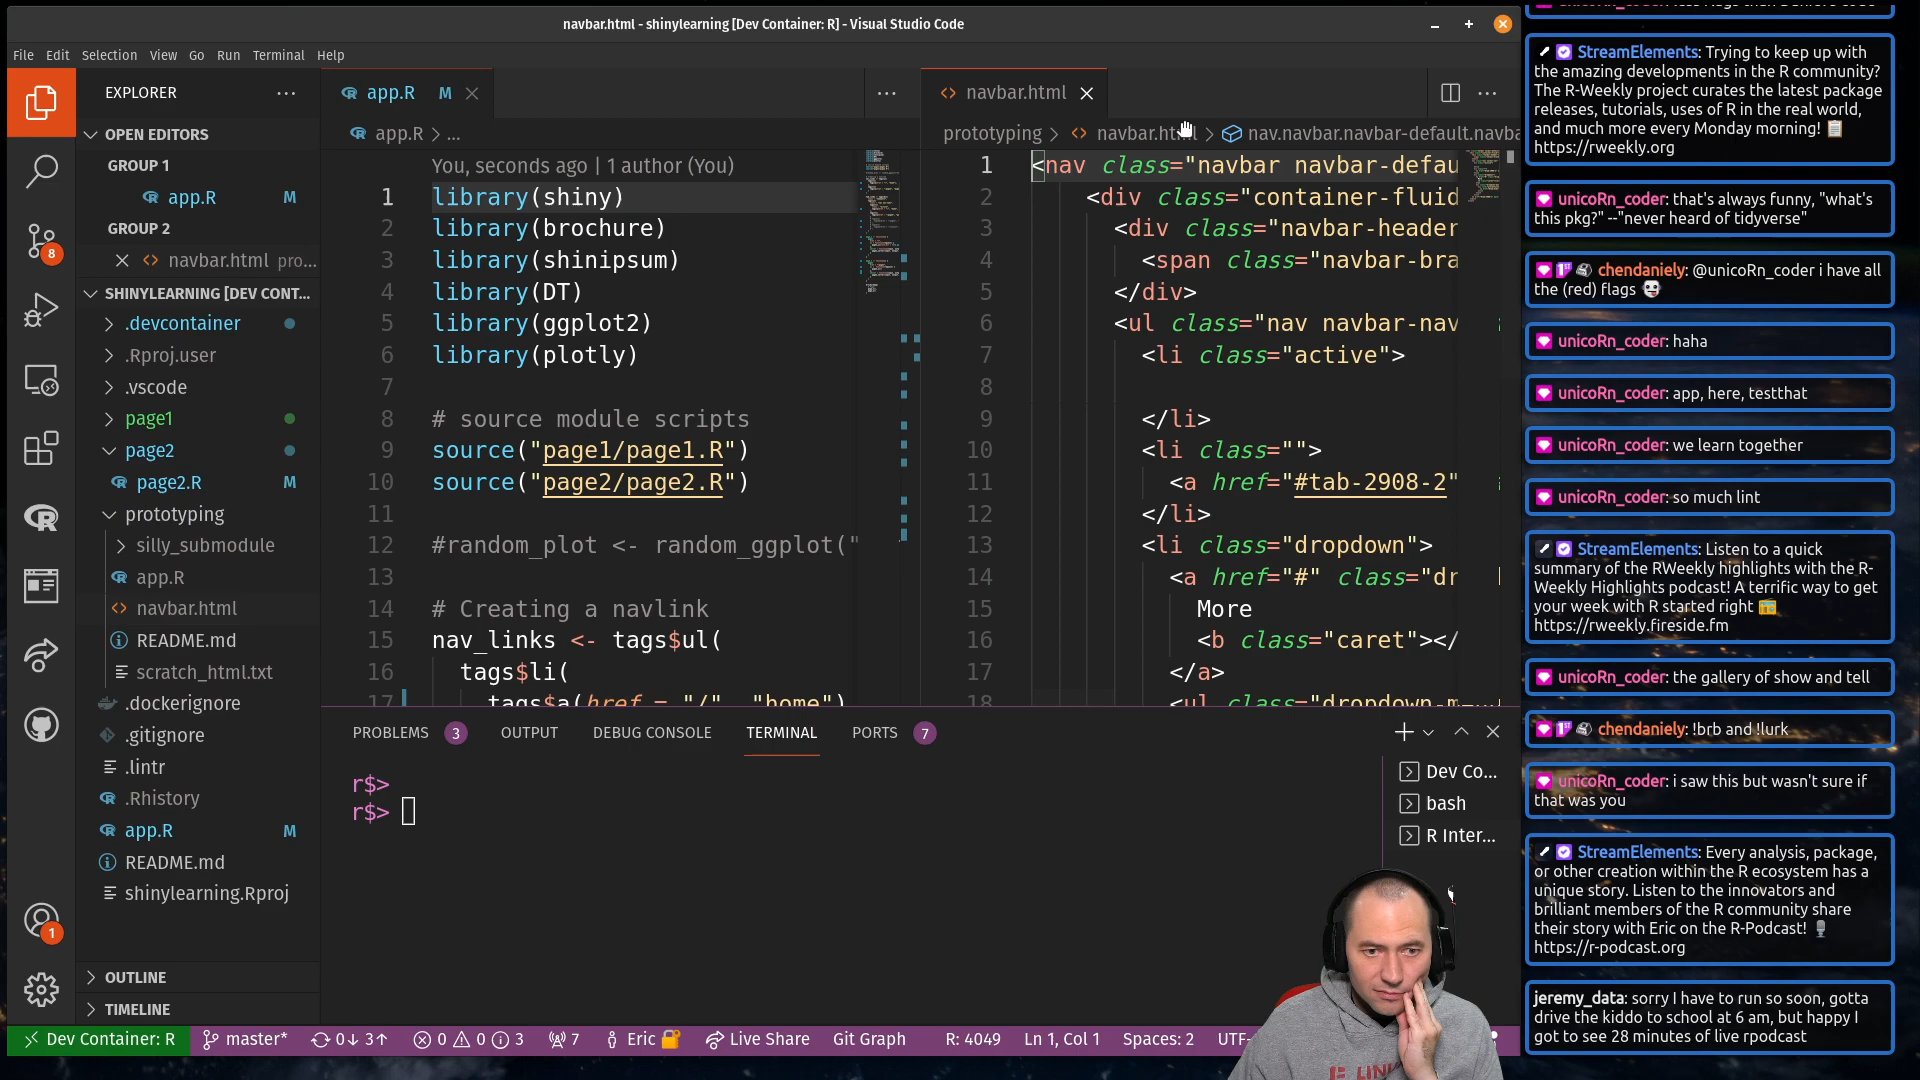 navbar.html - shinylearning [Dev Container: R] - Visual Studio Code
File Edit Selection View Go Run Terminal Help
EXPLORER
OPEN EDITORS
GROUP 1
app.R M
GROUP 2
navbar.html pro...
SHINYLEARNING [DEV CONT...
.devcontainer
.Rproj.user
.vscode
page1
page2
page2.R M
prototyping
silly_submodule
app.R
navbar.html
README.md
scratch_html.txt
.dockerignore
.gitignore
.lintr
.Rhistory
app.R M
README.md
shinylearning.Rproj
OUTLINE
TIMELINE
8
1
app.R M
app.R > ...
You, seconds ago | 1 author (You)
1 library(shiny)
2 library(brochure)
3 library(shinipsum)
4 library(DT)
5 library(ggplot2)
6 library(plotly)
7
8 # source module scripts
9 source("page1/page1.R")
10 source("page2/page2.R")
11
12 #random_plot <- random_ggplot("
13
14 # Creating a navlink
15 nav_links <- tags$ul(
16 tags$li(
17 tags$a(href = "/", "home")
navbar.html
prototyping > navbar.html > nav.navbar.navbar-default.navba
1 <nav class="navbar navbar-defau
2 <div class="container-fluid
3 <div class="navbar-header
4 <span class="navbar-bra
5 </div>
6 <ul class="nav navbar-nav
7 <li class="active">
8
9 </li>
10 <li class="">
11 <a href="#tab-2908-2"
12 </li>
13 <li class="dropdown">
14 <a href="#" class="dr
15 More
16 <b class="caret"></
17 </a>
18 <ul class="dropdown-m
PROBLEMS 3 OUTPUT DEBUG CONSOLE TERMINAL PORTS 7
r$>
r$>
Dev Co...
bash
R Inter...
Dev Container: R master* 0↓ 3↑ 0 0 3 7 Eric Live Share Git Graph R: 4049 Ln 1, Col 1 Spaces: 2 UTF-
StreamElements: Trying to keep up with
the amazing developments in the R community?
The R-Weekly project curates the latest package
releases, tutorials, uses of R in the real world,
and much more every Monday morning! 📋
https://rweekly.org
unicoRn_coder: that's always funny, "what's
this pkg?" --"never heard of tidyverse"
chendaniely: @unicoRn_coder i have all
the (red) flags 👻
unicoRn_coder: haha
unicoRn_coder: app, here, testthat
unicoRn_coder: we learn together
unicoRn_coder: so much lint
StreamElements: Listen to a quick
summary of the RWeekly highlights with the R-
Weekly Highlights podcast! A terrific way to get
your week with R started right 📻
https://rweekly.fireside.fm
unicoRn_coder: the gallery of show and tell
chendaniely: !brb and !lurk
unicoRn_coder: i saw this but wasn't sure if
that was you
StreamElements: Every analysis, package,
or other creation within the R ecosystem has a
unique story. Listen to the innovators and
brilliant members of the R community share
their story with Eric on the R-Podcast! 🎙️
https://r-podcast.org
jeremy_data: sorry I have to run so soon, gotta
drive the kiddo to school at 6 am, but happy I
got to see 28 minutes of live rpodcast